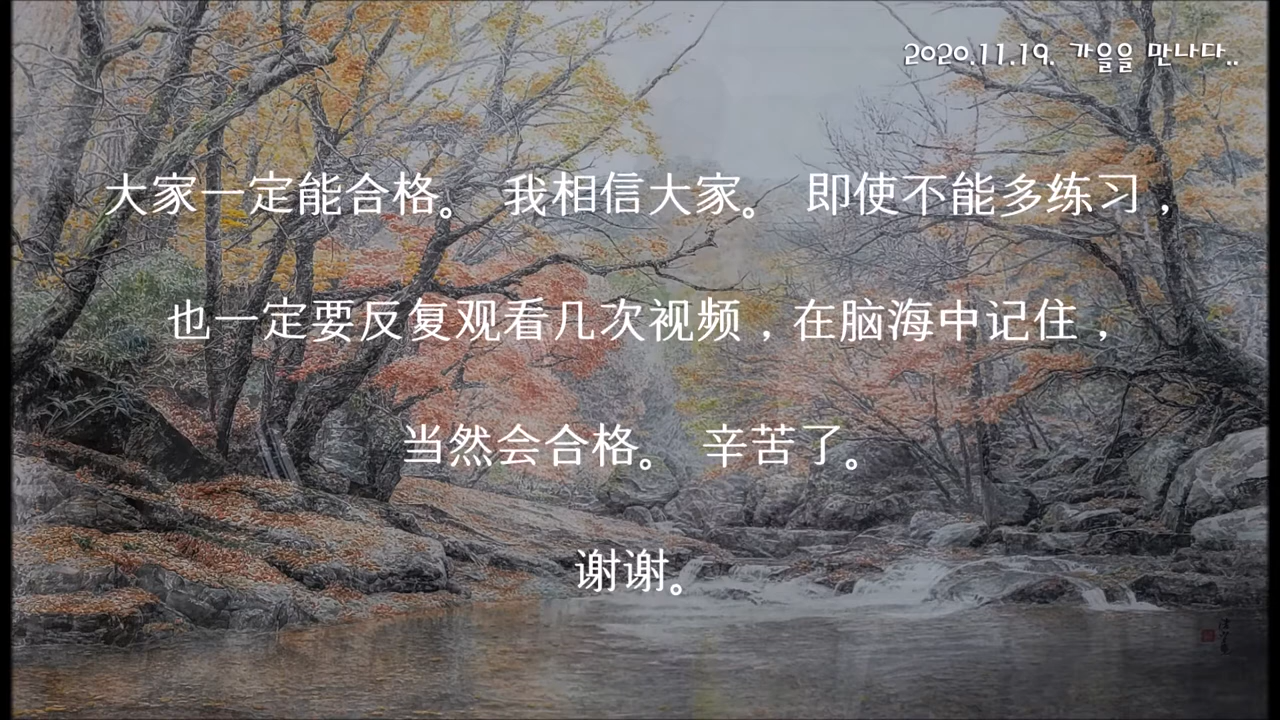 2020.11.19. 가을을 만나다..
大家一定能合格。 我相信大家。 即使不能多练习，
也一定要反复观看几次视频，在脑海中记住，
当然会合格。 辛苦了。
谢谢。